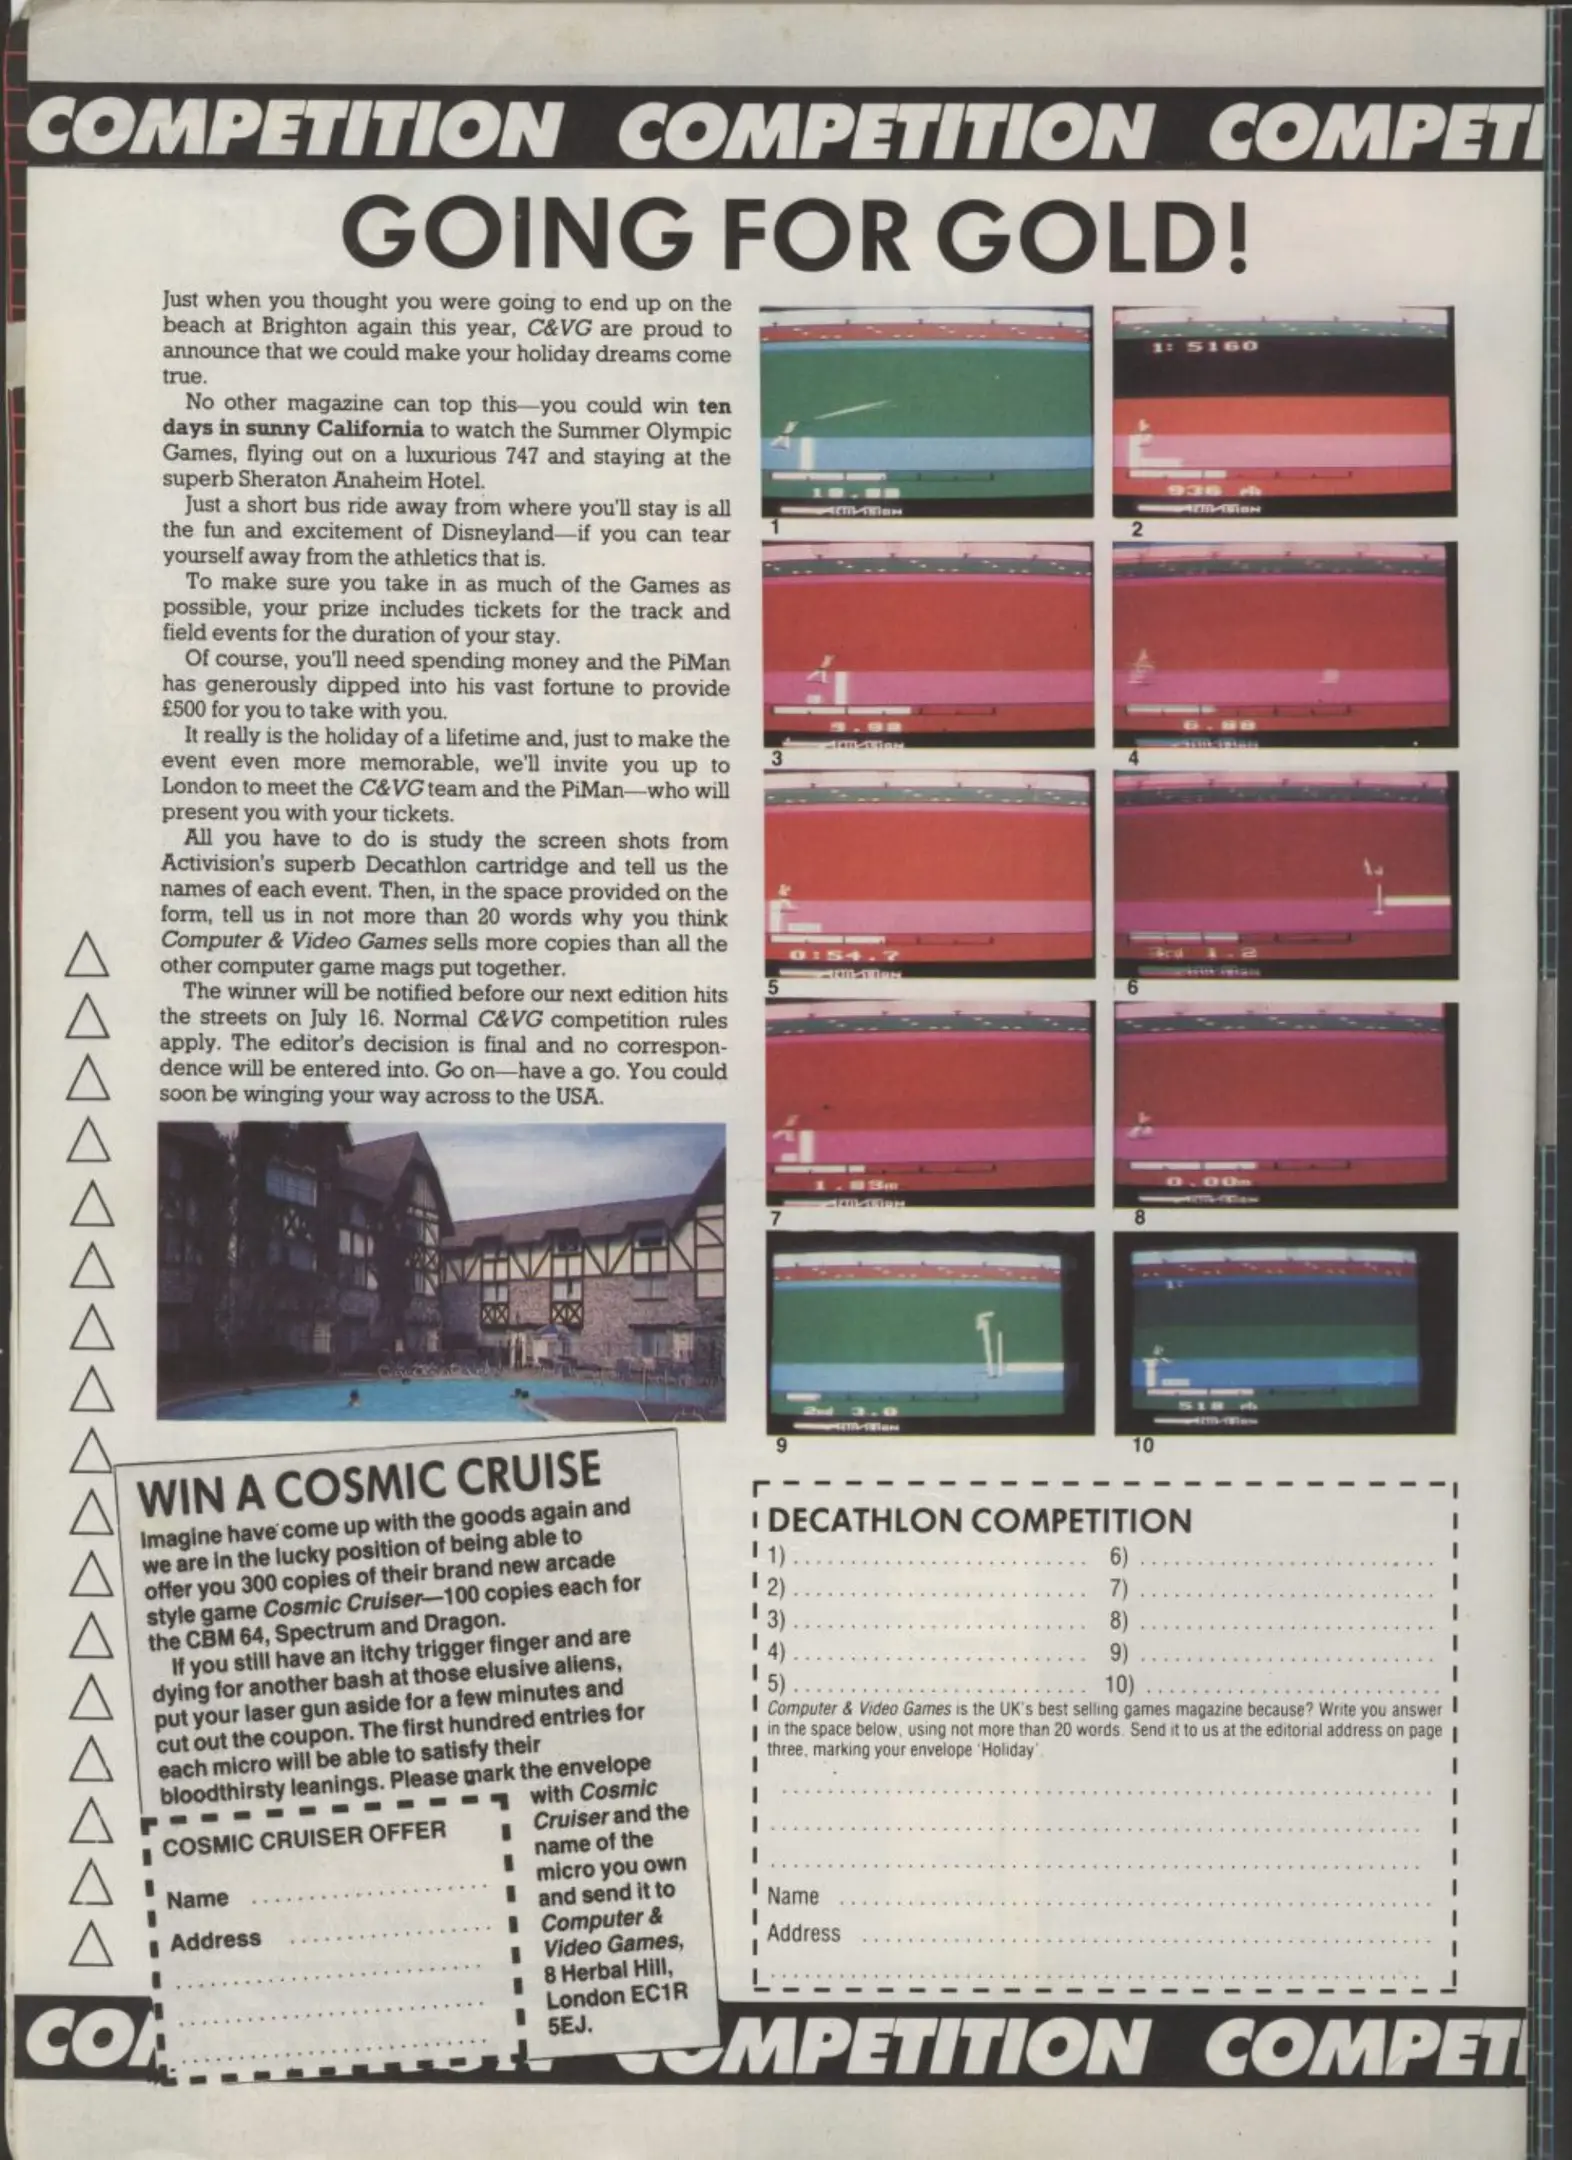 COMPETITION COMPETITION COMPETI
GOING FOR GOLD!
Just when you thought you were going to end up on the
beach at Brighton again this year, C&VG are proud to
announce that we could make your holiday dreams come
true.
No other magazine can top this—you could win ten
days in sunny California to watch the Summer Olympic
Games, flying out on a luxurious 747 and staying at the
superb Sheraton Anaheim Hotel.
Just a short bus ride away from where you'll stay is all
the fun and excitement of Disneyland—if you can tear
yourself away from the athletics that is.
To make sure you take in as much of the Games as
possible, your prize includes tickets for the track and
field events for the duration of your stay.
Of course, you'll need spending money and the PiMan
has generously dipped into his vast fortune to provide
£500 for you to take with you.
It really is the holiday of a lifetime and, just to make the
event even more memorable, we'll invite you up to
London to meet the C&VG team and the PiMan—who will
present you with your tickets.
All you have to do is study the screen shots from
Activision's superb Decathlon cartridge and tell us the
names of each event. Then, in the space provided on the
form, tell us in not more than 20 words why you think
Computer & Video Games sells more copies than all the
other computer game mags put together.
The winner will be notified before our next edition hits
the streets on July 16. Normal C&VG competition rules
apply. The editor's decision is final and no correspon-
dence will be entered into. Go on—have a go. You could
soon be winging your way across to the USA.
1
1: 5160
936 rh
2
3.98
3
6.88
4
0:54.7
5
3rd 1.2
6
1.83m
7
0.00m
8
2nd 3.0
9
1:
518 rh
10
WIN A COSMIC CRUISE
Imagine have come up with the goods again and
we are in the lucky position of being able to
offer you 300 copies of their brand new arcade
style game Cosmic Cruiser—100 copies each for
the CBM 64, Spectrum and Dragon.
If you still have an itchy trigger finger and are
dying for another bash at those elusive aliens,
put your laser gun aside for a few minutes and
cut out the coupon. The first hundred entries for
each micro will be able to satisfy their
bloodthirsty leanings. Please mark the envelope
with Cosmic
Cruiser and the
name of the
micro you own
and send it to
Computer &
Video Games,
8 Herbal Hill,
London EC1R
5EJ.
COSMIC CRUISER OFFER
Name
Address
DECATHLON COMPETITION
1) 6)
2) 7)
3) 8)
4) 9)
5) 10)
Computer & Video Games is the UK's best selling games magazine because? Write you answer
in the space below, using not more than 20 words. Send it to us at the editorial address on page
three, marking your envelope 'Holiday'.
Name
Address
COMPETITION COMPETI